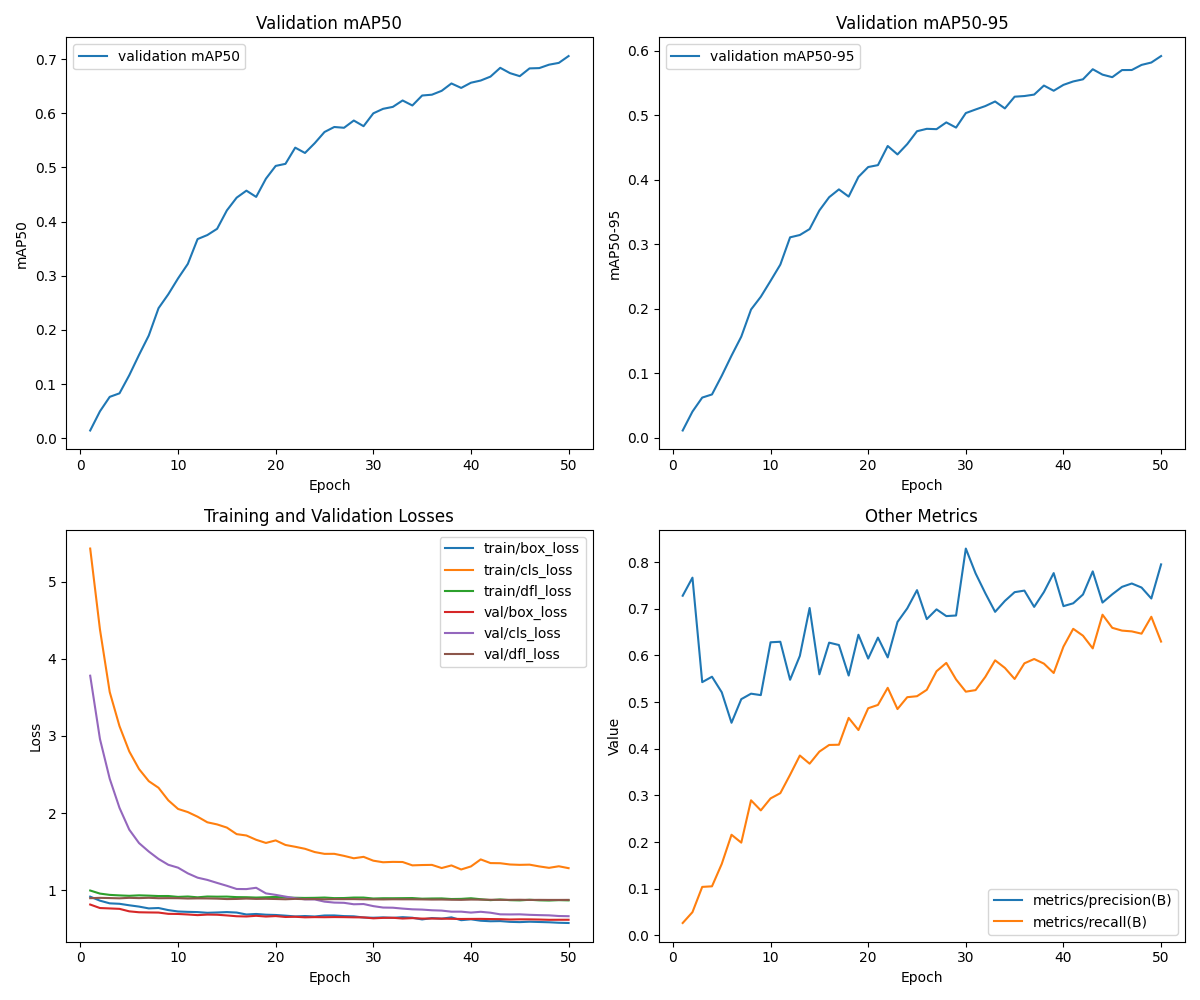 Validation mAP50
validation mAP50
mAP50
0.7
0.6
0.5
0.4
0.3
0.2
0.1
0.0
0 10 20 30 40 50
Epoch
Validation mAP50-95
validation mAP50-95
mAP50-95
0.6
0.5
0.4
0.3
0.2
0.1
0.0
0 10 20 30 40 50
Epoch
Training and Validation Losses
train/box_loss
train/cls_loss
train/dfl_loss
val/box_loss
val/cls_loss
val/dfl_loss
Loss
5
4
3
2
1
0 10 20 30 40 50
Epoch
Other Metrics
Value
0.8
0.7
0.6
0.5
0.4
0.3
0.2
0.1
0.0
metrics/precision(B)
metrics/recall(B)
0 10 20 30 40 50
Epoch